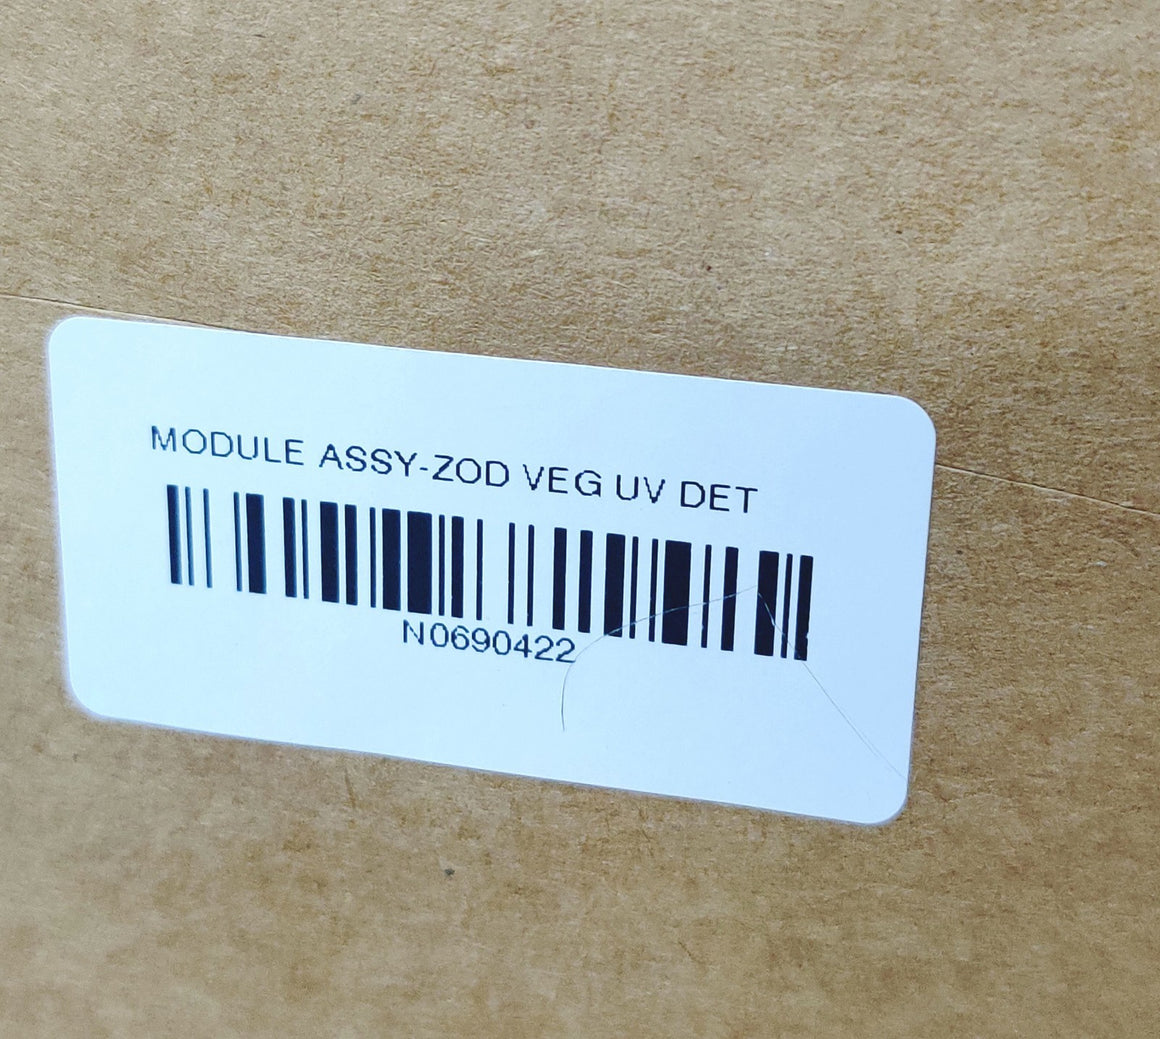 MODULE ASSY-ZOD VEG UV DET
N0690422